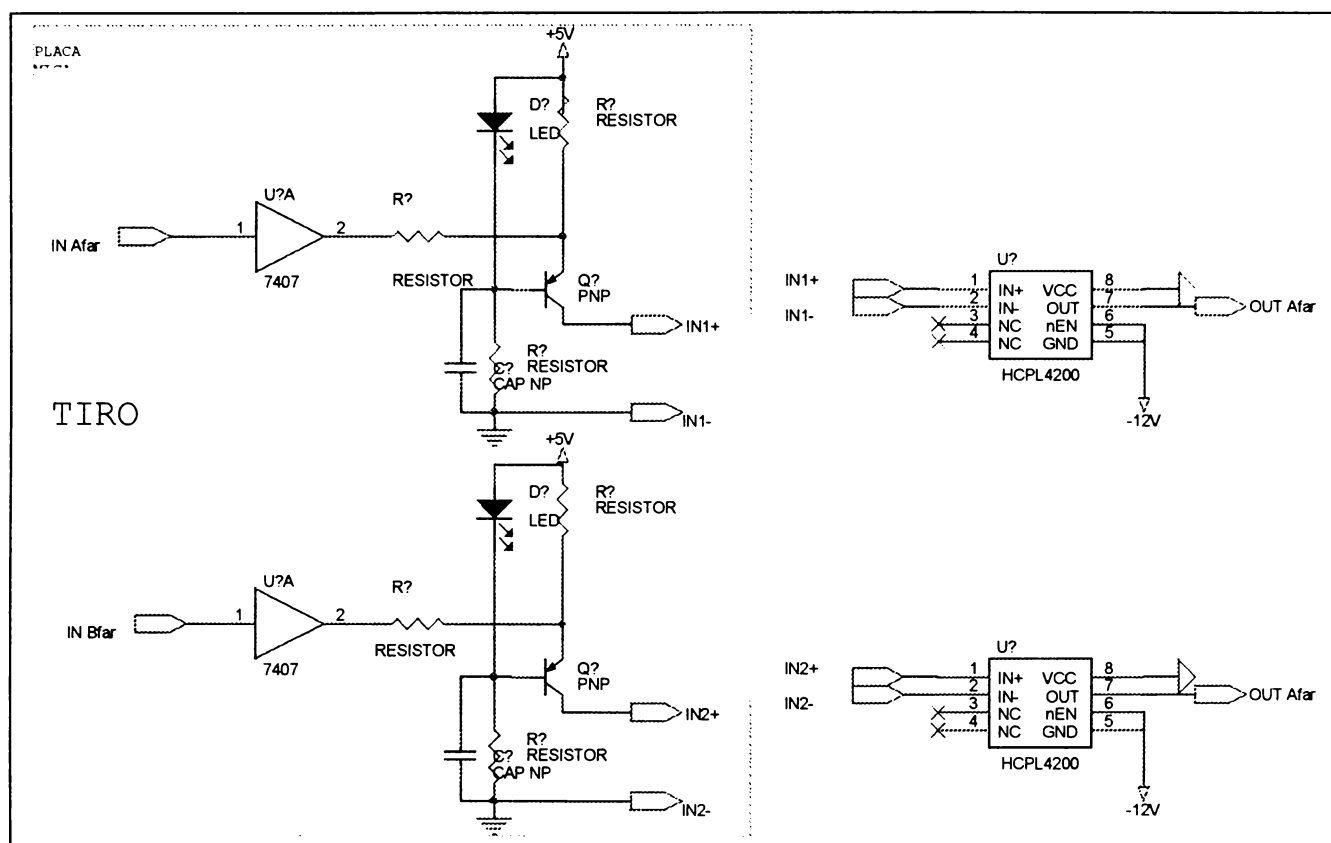 PLACA
+5V
D?
LED
R?
RESISTOR
U?A
1
2
7407
IN Afar
R?
RESISTOR
Q?
PNP
IN1+
R?
RESISTOR
C?
CAP NP
IN1-
TIRO
+5V
D?
LED
R?
RESISTOR
U?A
1
2
7407
IN Bfar
R?
RESISTOR
Q?
PNP
IN2+
R?
RESISTOR
C?
CAP NP
IN2-
U?
IN1+
IN1-
1 IN+ VCC 8
2 IN- OUT 7
3 NC nEN 6
4 NC GND 5
HCPL4200
OUT Afar
-12V
U?
IN2+
IN2-
1 IN+ VCC 8
2 IN- OUT 7
3 NC nEN 6
4 NC GND 5
HCPL4200
OUT Afar
-12V